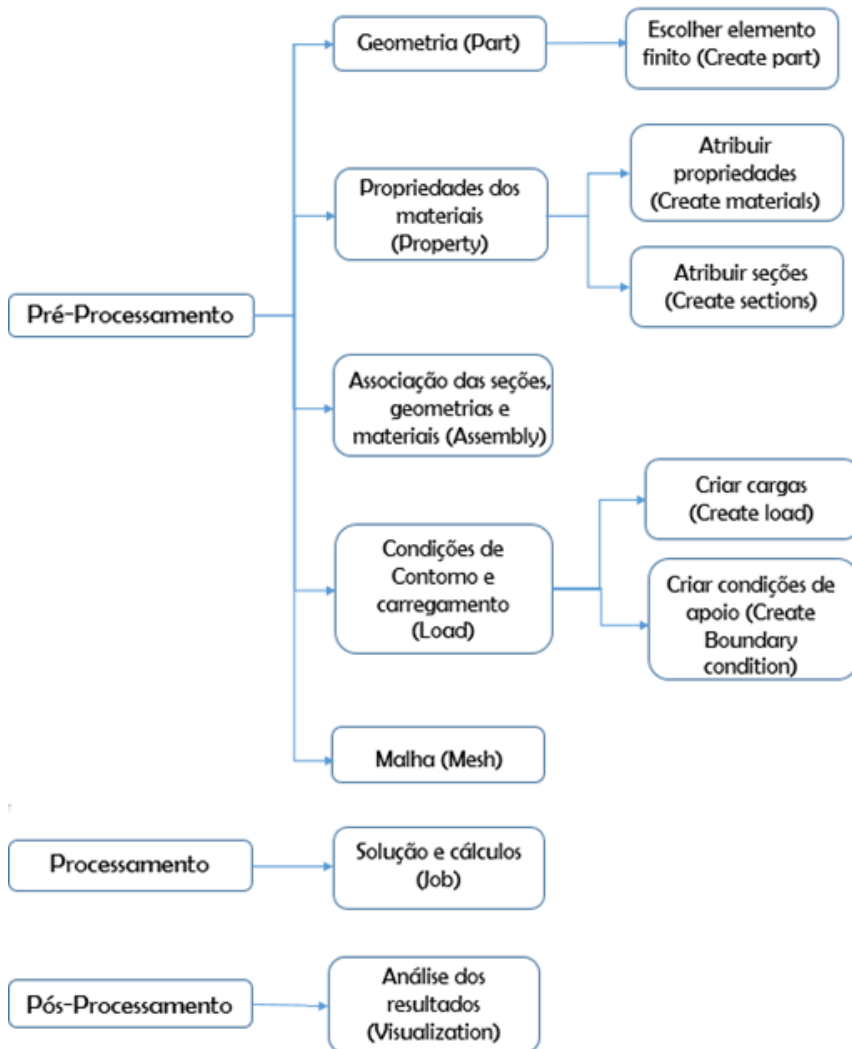 Geometria (Part)
Escolher elemento
finito (Create part)
Propriedades dos
materiais
(Property)
Atribuir
propriedades
(Create materials)
Atribuir seções
(Create sections)
Pré-Processamento
Associação das seções,
geometrias e
materiais (Assembly)
Condições de
Contorno e
carregamento
(Load)
Criar cargas
(Create load)
Criar condições de
apoio (Create
Boundary
condition)
Malha (Mesh)
Processamento
Solução e cálculos
(Job)
Pós-Processamento
Análise dos
resultados
(Visualization)